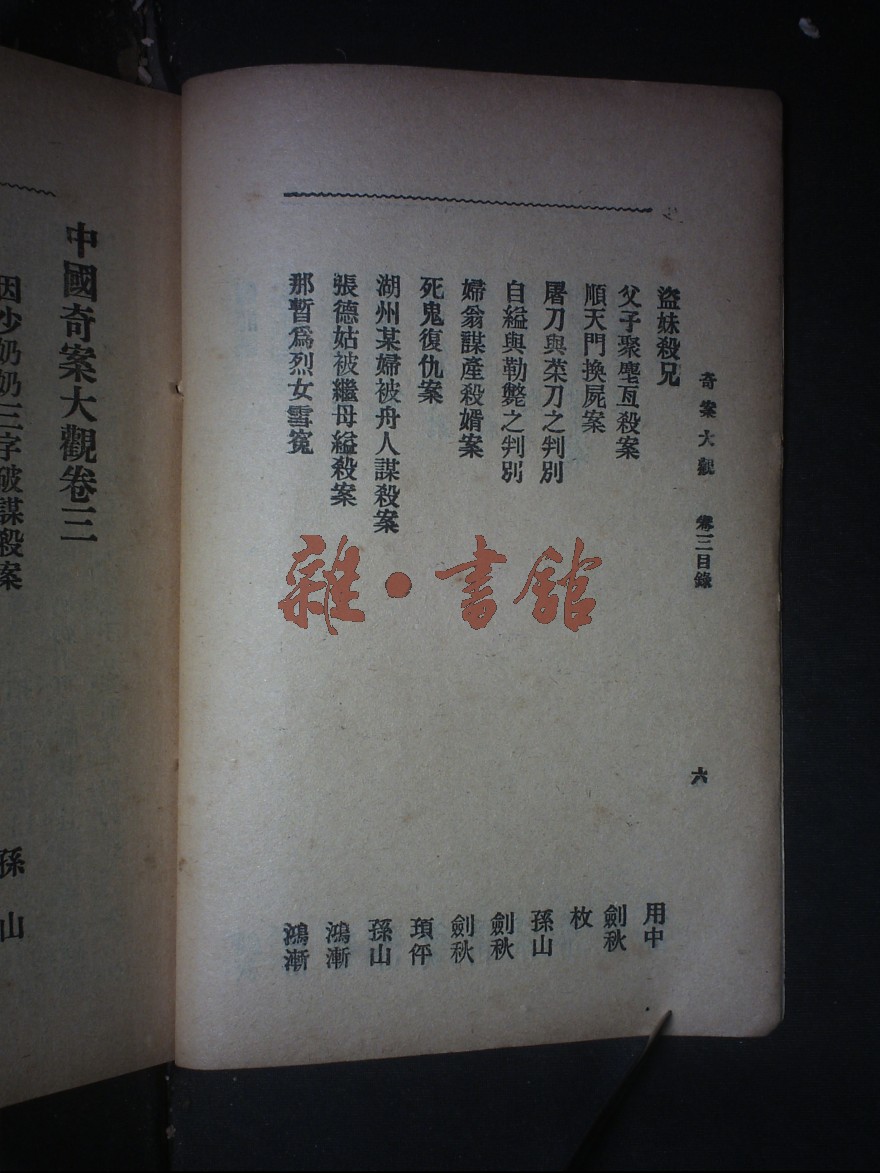 奇案大觀　卷三目錄　六
盜妹殺兄　用中
父子聚麀互殺案　劍秋
順天門換屍案　枚
屠刀與菜刀之判別　孫山
自縊與勒斃之判別　劍秋
婦翁謀產殺婿案　劍秋
死鬼復仇案　頊伻
湖州某婦被舟人謀殺案　孫山
張德姑被繼母縊殺案　鴻漸
那暫爲烈女雪寃　鴻漸
中國奇案大觀卷三
因少奶奶三字破謀殺案　孫山
雜·書館